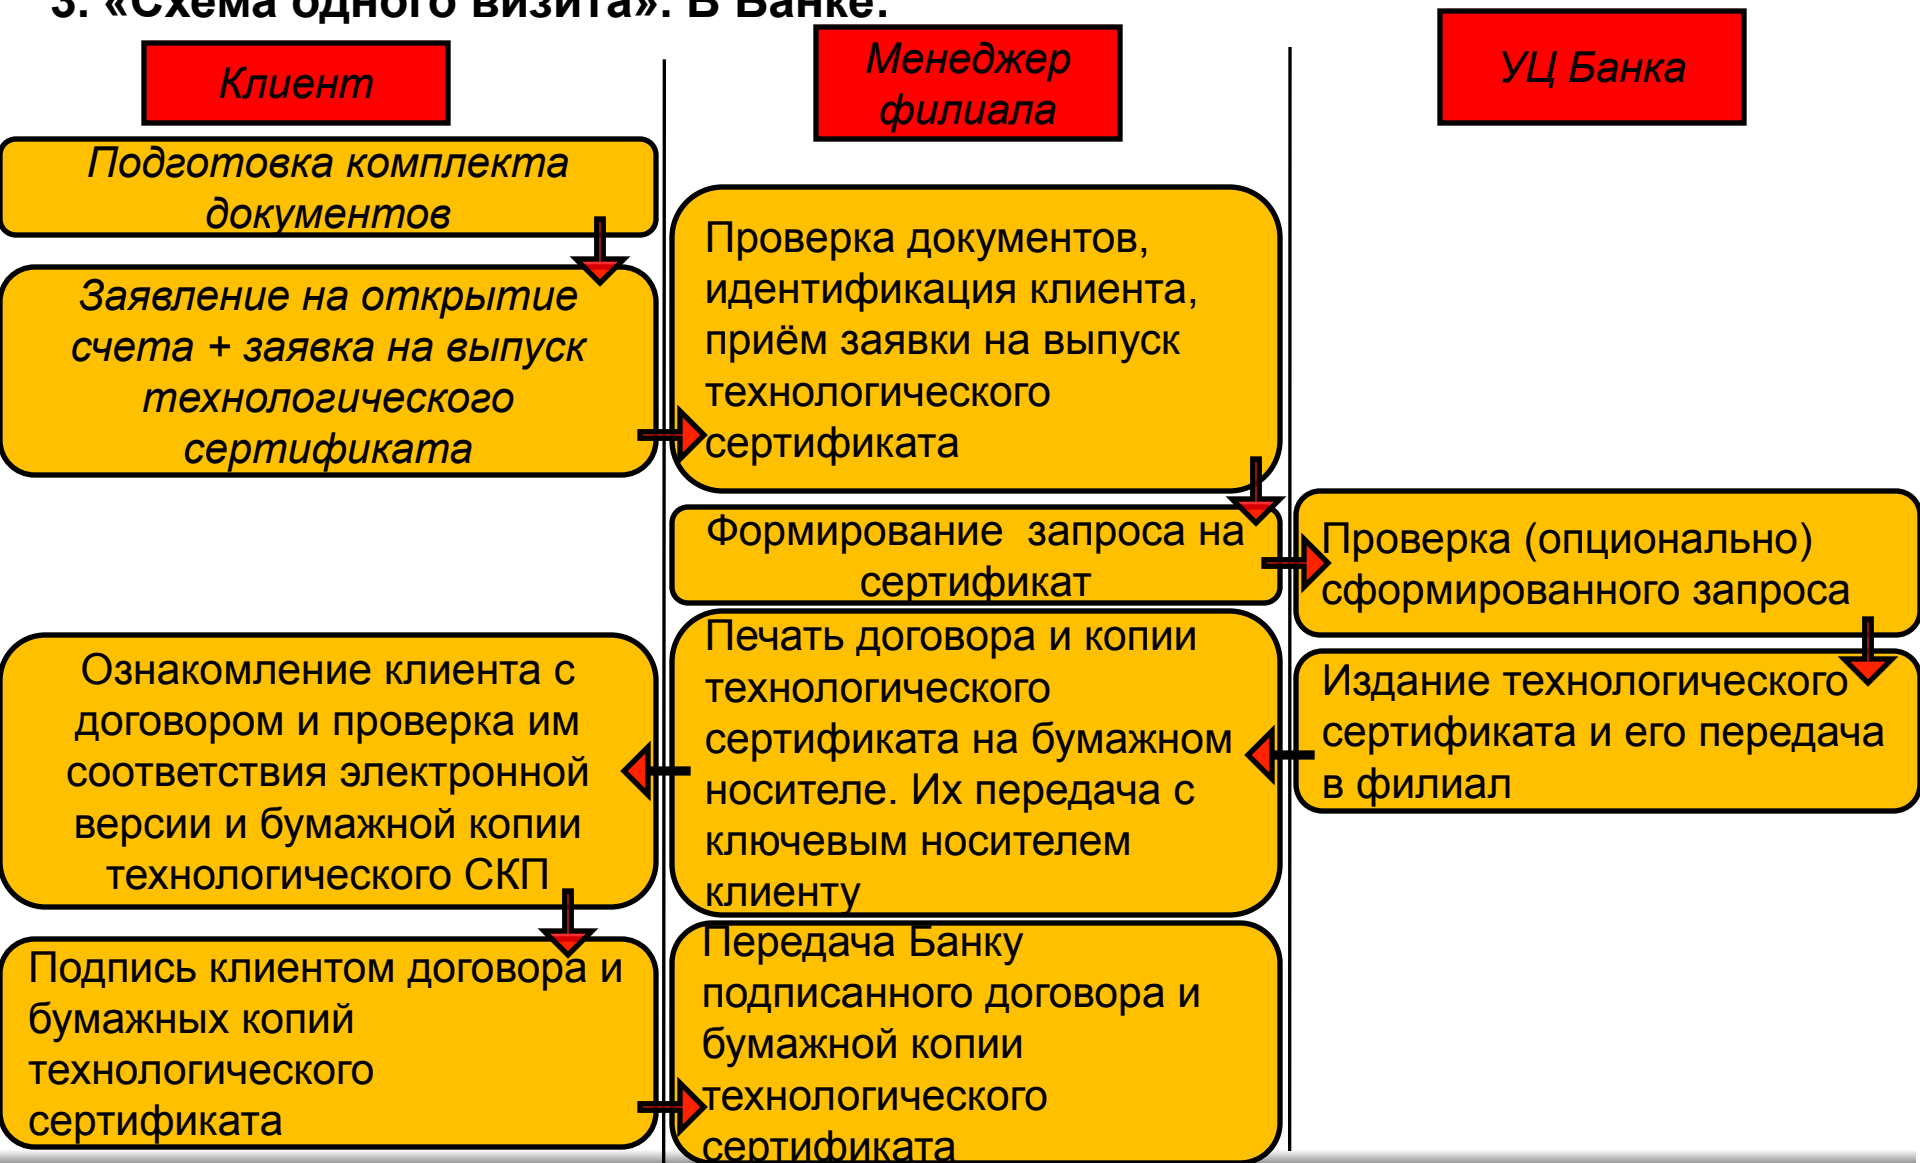 3. «Схема одного визита». В Банке.
Клиент
Менеджер
филиала
УЦ Банка
Подготовка комплекта
документов
Заявление на открытие
счета + заявка на выпуск
технологического
сертификата
Проверка документов,
идентификация клиента,
приём заявки на выпуск
технологического
сертификата
Формирование запроса на
сертификат
Проверка (опционально)
сформированного запроса
Издание технологического
сертификата и его передача
в филиал
Печать договора и копии
технологического
сертификата на бумажном
носителе. Их передача с
ключевым носителем
клиенту
Ознакомление клиента с
договором и проверка им
соответствия электронной
версии и бумажной копии
технологического СКП
Подпись клиентом договора и
бумажных копий
технологического
сертификата
Передача Банку
подписанного договора и
бумажной копии
технологического
сертификата